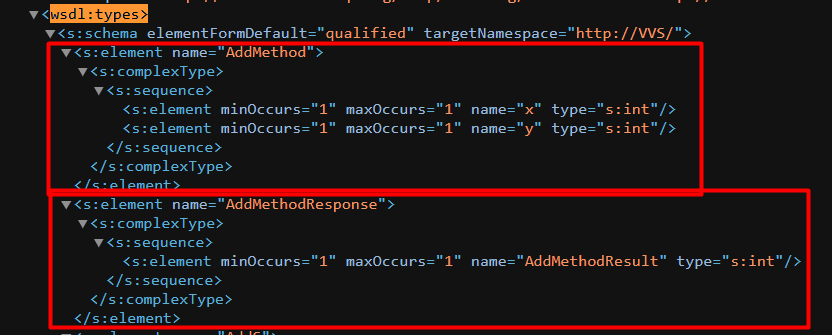 ▼<wsdl:types>
▼<s:schema elementFormDefault="qualified" targetNamespace="http://VVS/">
▼<s:element name="AddMethod">
▼<s:complexType>
▼<s:sequence>
<s:element minOccurs="1" maxOccurs="1" name="x" type="s:int"/>
<s:element minOccurs="1" maxOccurs="1" name="y" type="s:int"/>
</s:sequence>
</s:complexType>
</s:element>
▼<s:element name="AddMethodResponse">
▼<s:complexType>
▼<s:sequence>
<s:element minOccurs="1" maxOccurs="1" name="AddMethodResult" type="s:int"/>
</s:sequence>
</s:complexType>
</s:element>